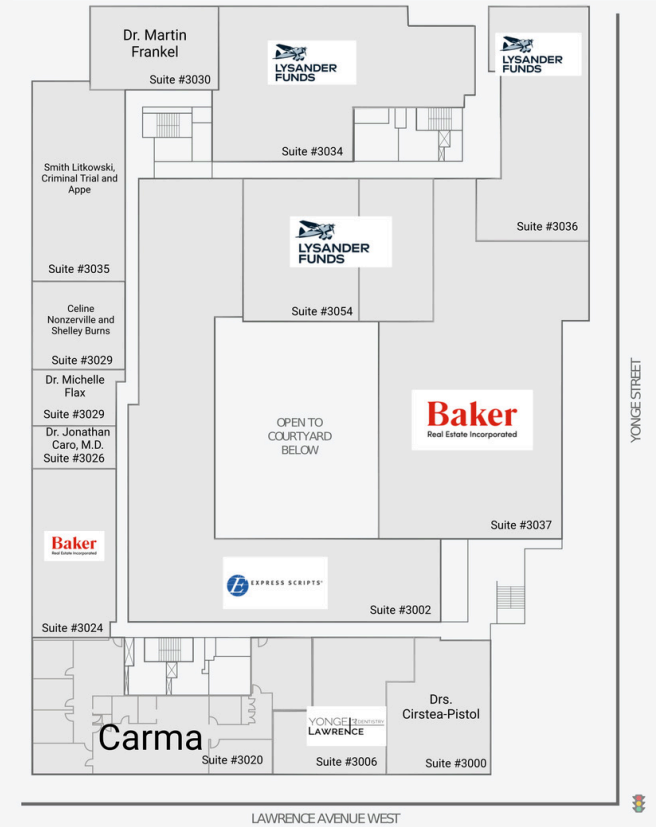 Dr. Martin
Frankel
Suite #3030
LYSANDER
FUNDS
Suite #3034
LYSANDER
FUNDS
Suite #3036
Smith Litkowski,
Criminal Trial and
Appe
Suite #3035
LYSANDER
FUNDS
Suite #3054
Celine
Nonzerville and
Shelley Burns
Suite #3029
Dr. Michelle
Flax
Suite #3029
Dr. Jonathan
Caro, M.D.
Suite #3026
OPEN TO
COURTYARD
BELOW
Baker
Real Estate Incorporated
Suite #3037
YONGE STREET
Baker
Real Estate Incorporated
Suite #3024
EXPRESS SCRIPTS®
Suite #3002
Carma
Suite #3020
YONGE DENTISTRY
LAWRENCE
Suite #3006
Drs.
Cirstea-Pistol
Suite #3000
LAWRENCE AVENUE WEST